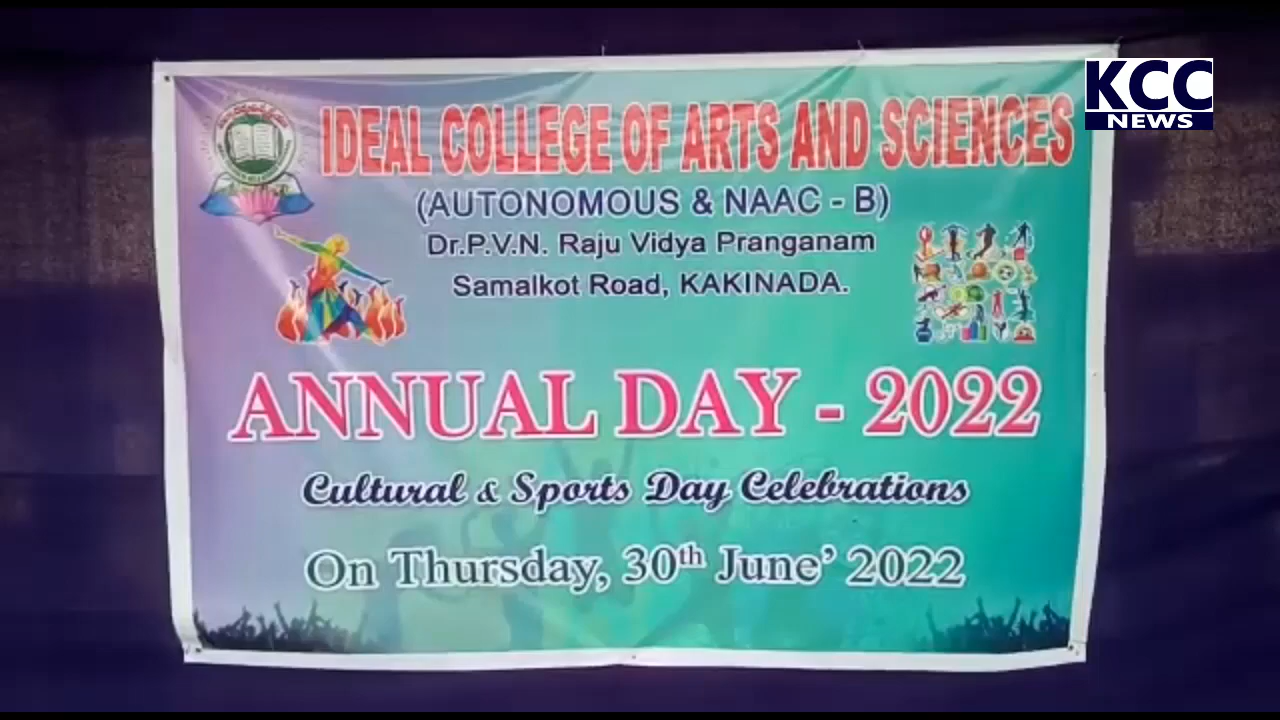 KCC
NEWS
IDEAL COLLEGE OF ARTS AND SCIENCES
(AUTONOMOUS & NAAC - B)
Dr.P.V.N. Raju Vidya Pranganam
Samalkot Road, KAKINADA.
ANNUAL DAY - 2022
Cultural & Sports Day Celebrations
On Thursday, 30th June' 2022